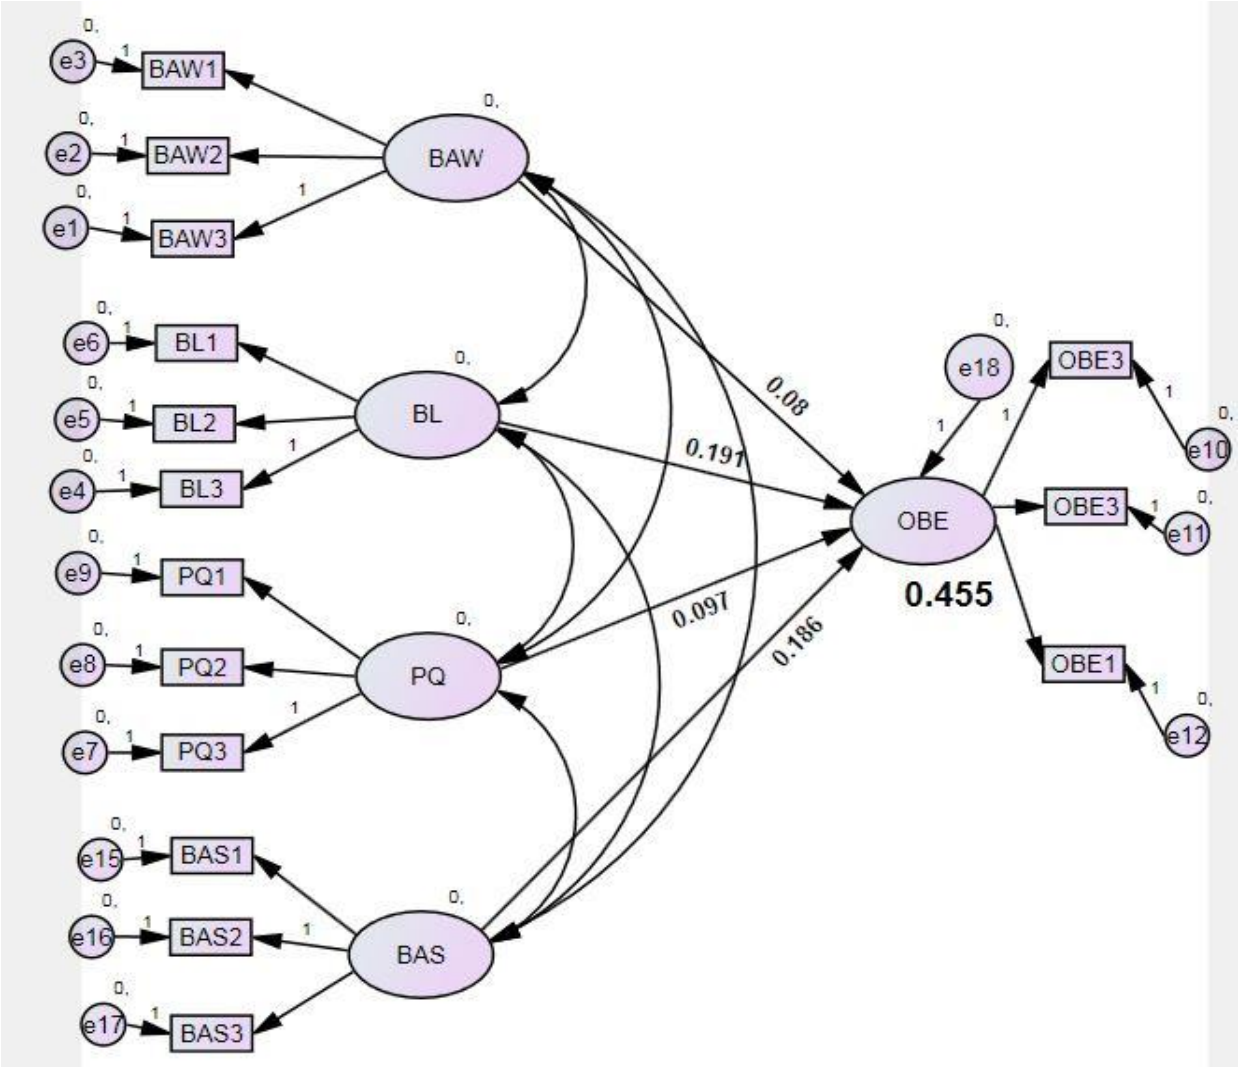 0,
e3
1
BAW1
0,
e2
1
BAW2
0,
e1
1
BAW3
1
0,
BAW
0,
e6
1
BL1
0,
e5
1
BL2
0,
e4
1
BL3
1
0,
BL
0,
e9
1
PQ1
0,
e8
1
PQ2
0,
e7
1
PQ3
1
0,
PQ
0,
e15
1
BAS1
0,
e16
1
BAS2
1
0,
e17
1
BAS3
0,
BAS
0.08
0.191
0.097
0.186
0,
e18
1
OBE
0.455
1
OBE3
1
0,
e10
OBE3
1
0,
e11
OBE1
1
0,
e12